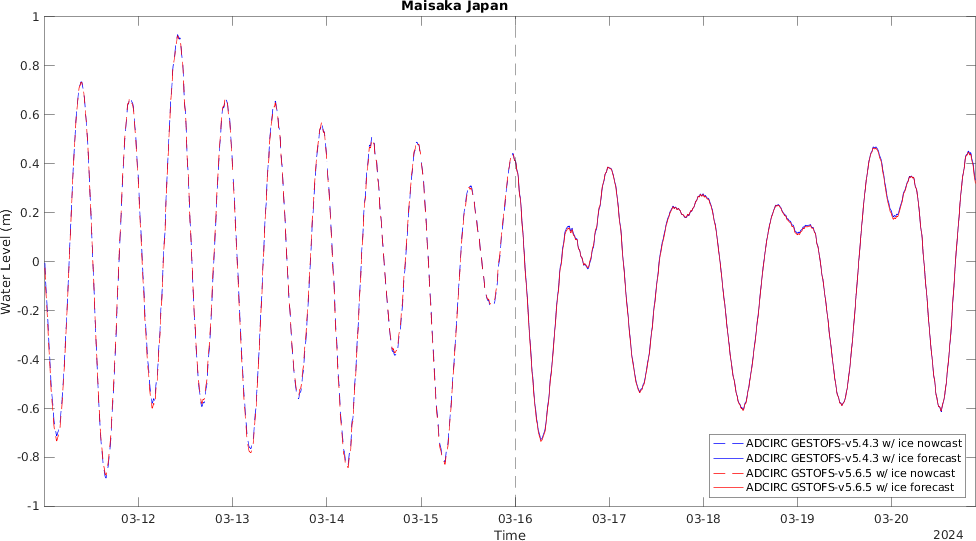 Maisaka Japan
1
0.8
0.6
0.4
0.2
0
-0.2
-0.4
-0.6
-0.8
-1
Water Level (m)
03-12 03-13 03-14 03-15 03-16 03-17 03-18 03-19 03-20
Time
2024
ADCIRC GESTOFS-v5.4.3 w/ ice nowcast
ADCIRC GESTOFS-v5.4.3 w/ ice forecast
ADCIRC GSTOFS-v5.6.5 w/ ice nowcast
ADCIRC GSTOFS-v5.6.5 w/ ice forecast